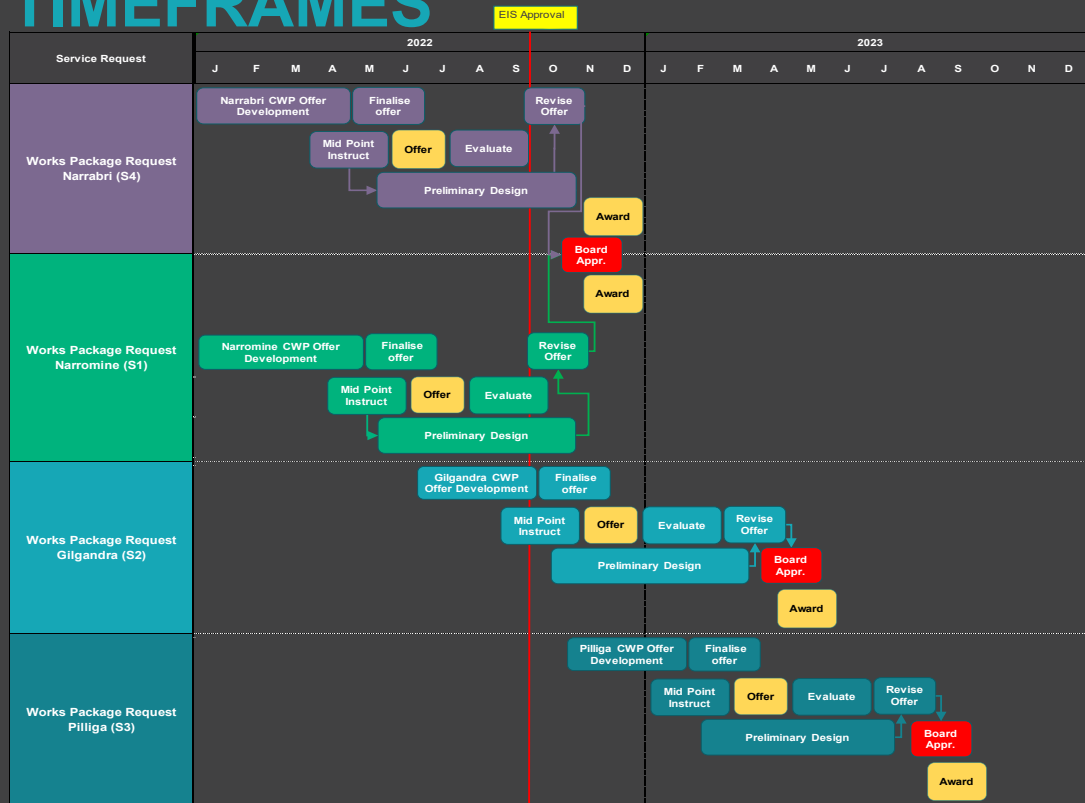 TIMEFRAMES
EIS Approval
Service Request
2022
2023
J F M A M J J A S O N D J F M A M J J A S O N D
Works Package Request
Narrabri (S4)
Narrabri CWP Offer
Development
Finalise
offer
Revise
Offer
Mid Point
Instruct
Offer
Evaluate
Preliminary Design
Award
Board
Appr.
Award
Works Package Request
Narromine (S1)
Narromine CWP Offer
Development
Finalise
offer
Revise
Offer
Mid Point
Instruct
Offer
Evaluate
Preliminary Design
Works Package Request
Gilgandra (S2)
Gilgandra CWP
Offer Development
Finalise
offer
Mid Point
Instruct
Offer
Evaluate
Revise
Offer
Preliminary Design
Board
Appr.
Award
Works Package Request
Pilliga (S3)
Pilliga CWP Offer
Development
Finalise
offer
Mid Point
Instruct
Offer
Evaluate
Revise
Offer
Preliminary Design
Board
Appr.
Award